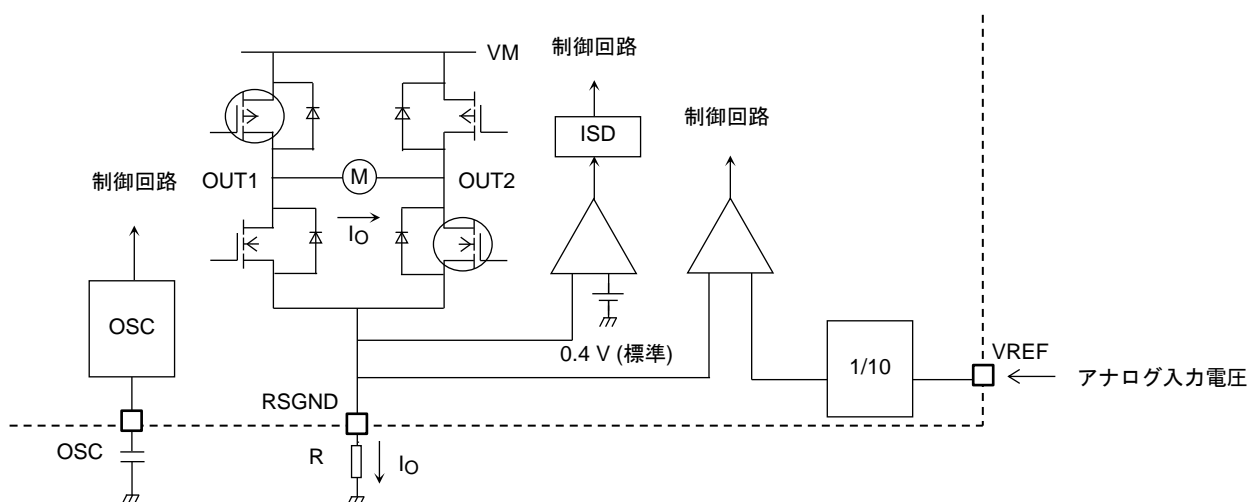 VM
制御回路
制御回路
ISD
制御回路
OUT1
M
OUT2
IO
OSC
0.4 V (標準)
1/10
VREF
アナログ入力電圧
RSGND
OSC
R
IO